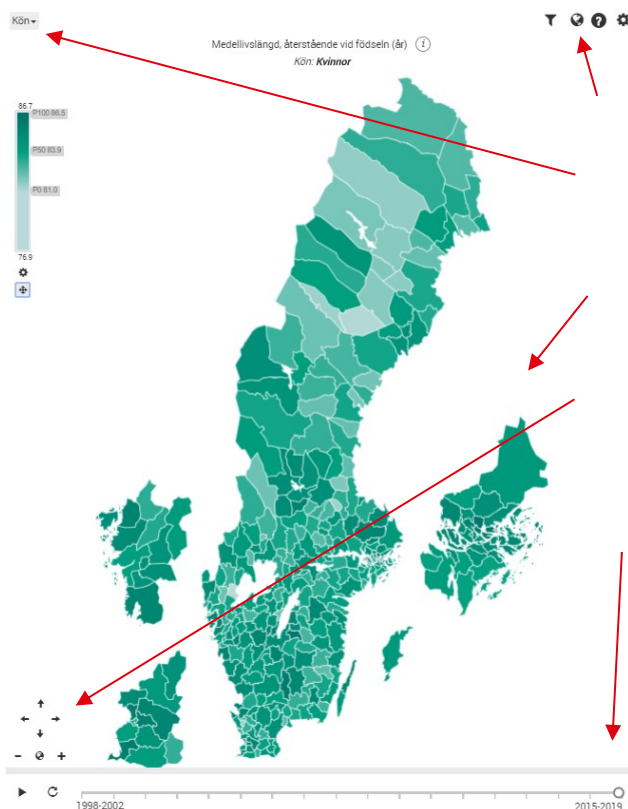 Kön
Medellivslängd, återstående vid födseln (år) i
Kön: Kvinnor
86.7
P100 86.5
P50 83.9
P0 81.0
76.9
1998-2002
2015-2019